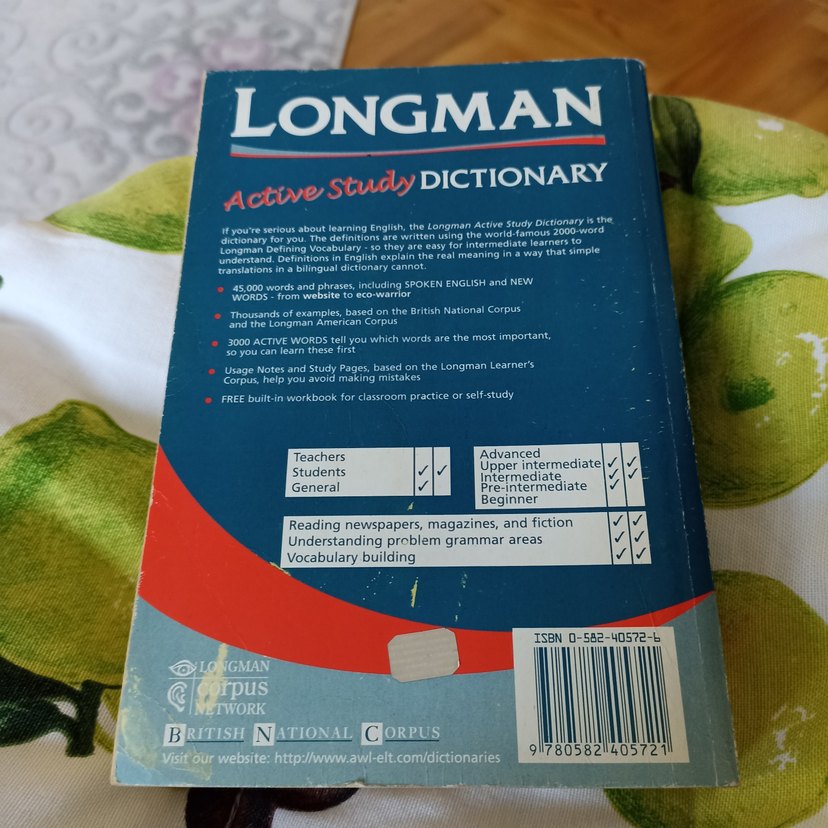 LONGMAN
Active Study DICTIONARY
If you're serious about learning English, the Longman Active Study Dictionary is the
dictionary for you. The definitions are written using the world-famous 2000-word
Longman Defining Vocabulary - so they are easy for intermediate learners to
understand. Definitions in English explain the real meaning in a way that simple
translations in a bilingual dictionary cannot.
• 45,000 words and phrases, including SPOKEN ENGLISH and NEW
WORDS - from website to eco-warrior
• Thousands of examples, based on the British National Corpus
and the Longman American Corpus
• 3000 ACTIVE WORDS tell you which words are the most important,
so you can learn these first
• Usage Notes and Study Pages, based on the Longman Learner's
Corpus, help you avoid making mistakes
• FREE built-in workbook for classroom practice or self-study
Teachers
Students ✓ ✓
General ✓
Advanced
Upper intermediate ✓ ✓
Intermediate ✓ ✓
Pre-intermediate ✓
Beginner
Reading newspapers, magazines, and fiction ✓ ✓
Understanding problem grammar areas ✓ ✓
Vocabulary building ✓ ✓
ISBN 0-582-40572-6
9 780582 405721
LONGMAN
corpus
NETWORK
BRITISH NATIONAL CORPUS
Visit our website: http://www.awl-elt.com/dictionaries